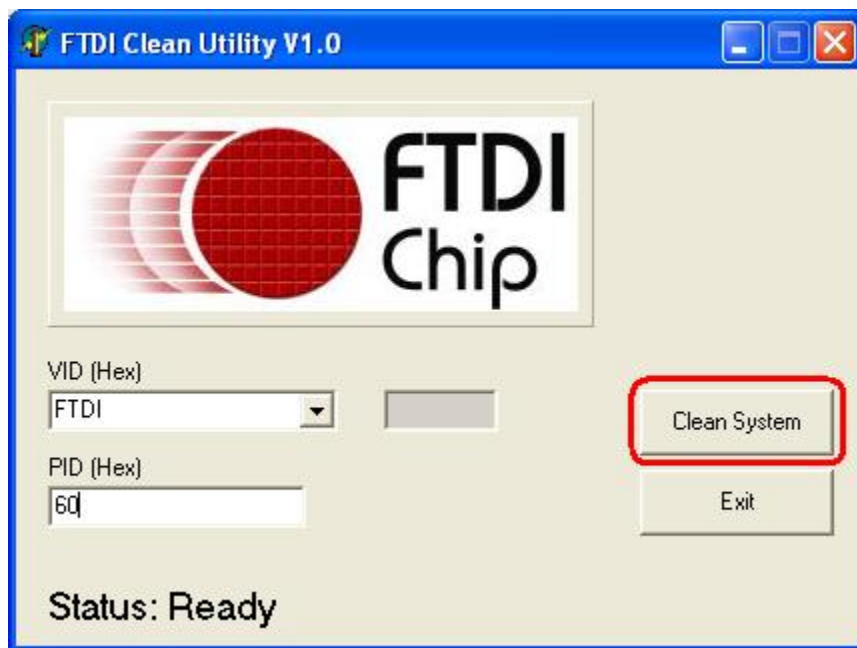 FTDI Clean Utility V1.0
FTDI
Chip
VID (Hex)
FTDI
Clean System
PID (Hex)
60
Exit
Status: Ready